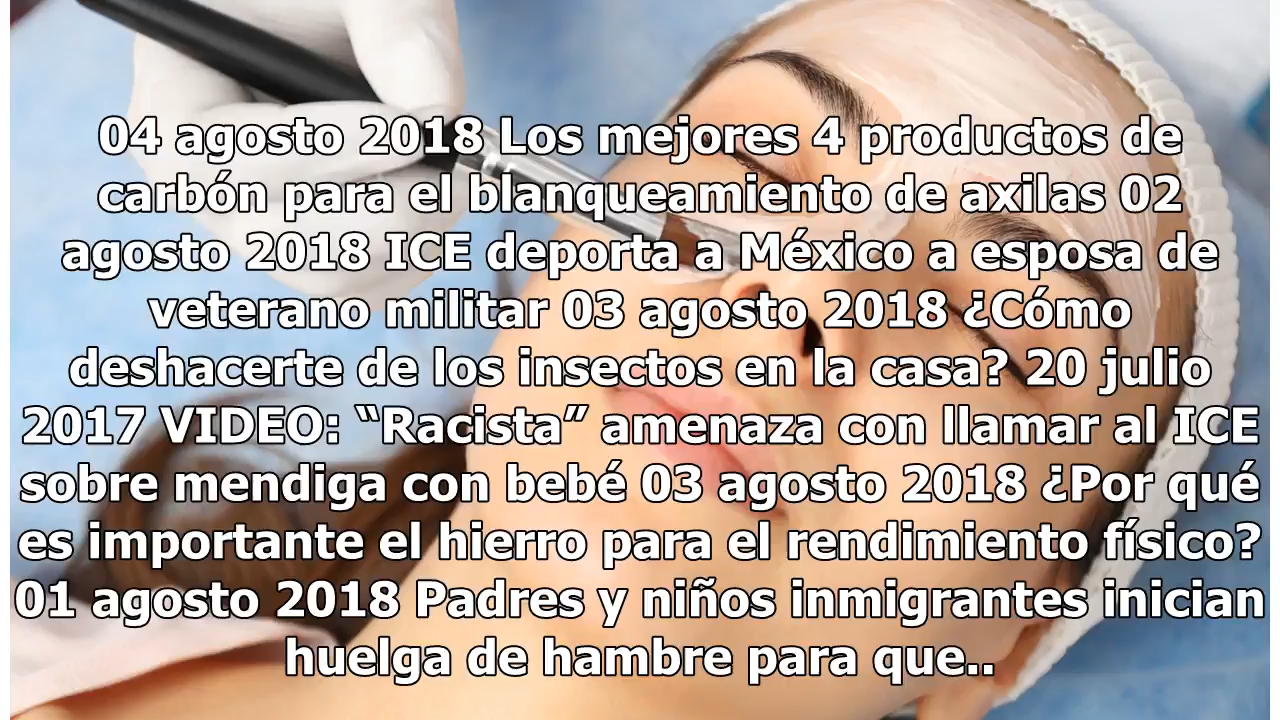 04 agosto 2018 Los mejores 4 productos de
carbón para el blanqueamiento de axilas 02
agosto 2018 ICE deporta a México a esposa de
veterano militar 03 agosto 2018 ¿Cómo
deshacerte de los insectos en la casa? 20 julio
2017 VIDEO: “Racista” amenaza con llamar al ICE
sobre mendiga con bebé 03 agosto 2018 ¿Por qué
es importante el hierro para el rendimiento físico?
01 agosto 2018 Padres y niños inmigrantes inician
huelga de hambre para que..